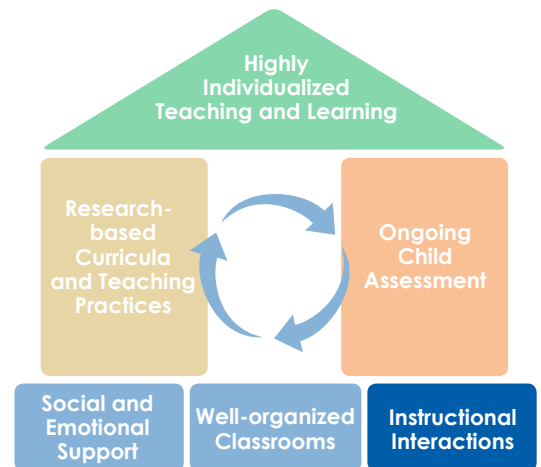 Highly
Individualized
Teaching and Learning
Research-
based
Curricula
and Teaching
Practices
Ongoing
Child
Assessment
Social and
Emotional
Support
Well-organized
Classrooms
Instructional
Interactions